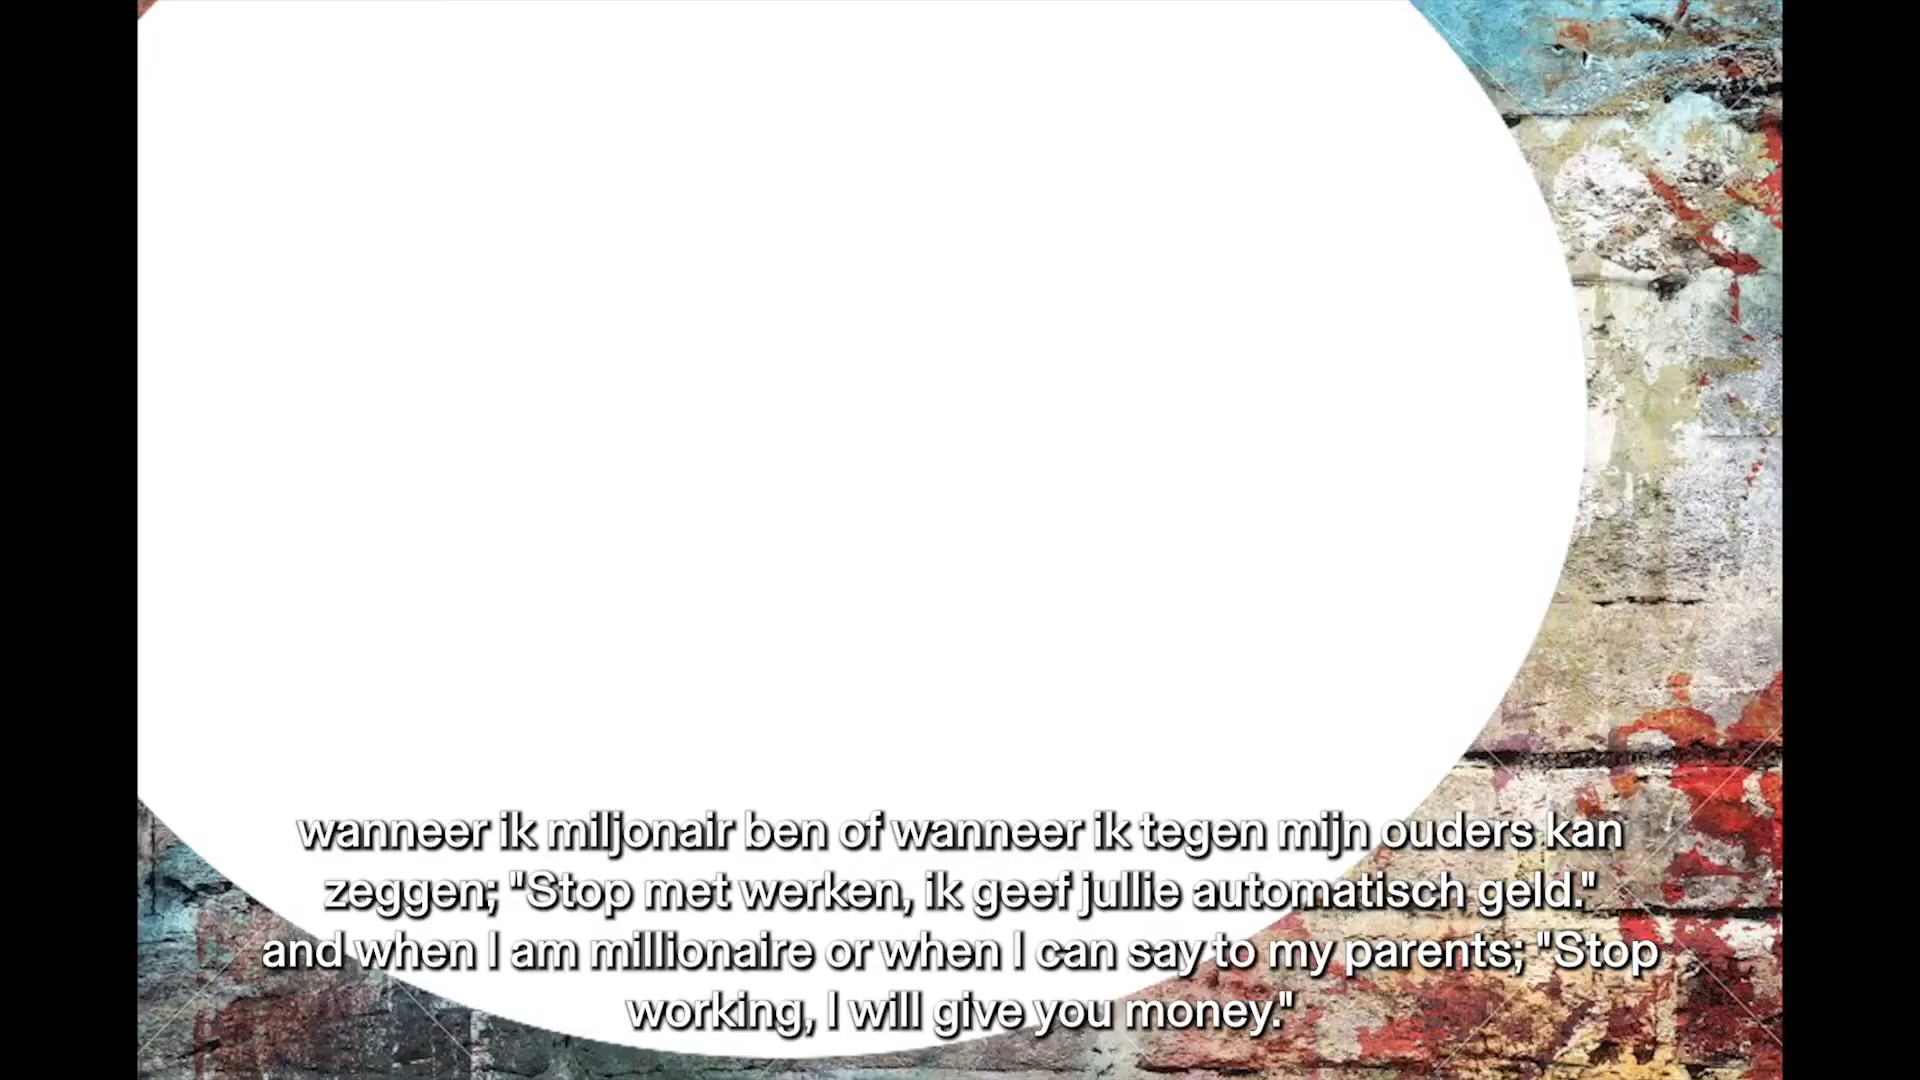 wanneer ik miljonair ben of wanneer ik tegen mijn ouders kan
zeggen; "Stop met werken, ik geef jullie automatisch geld."
and when I am millionaire or when I can say to my parents; "Stop
working, I will give you money."